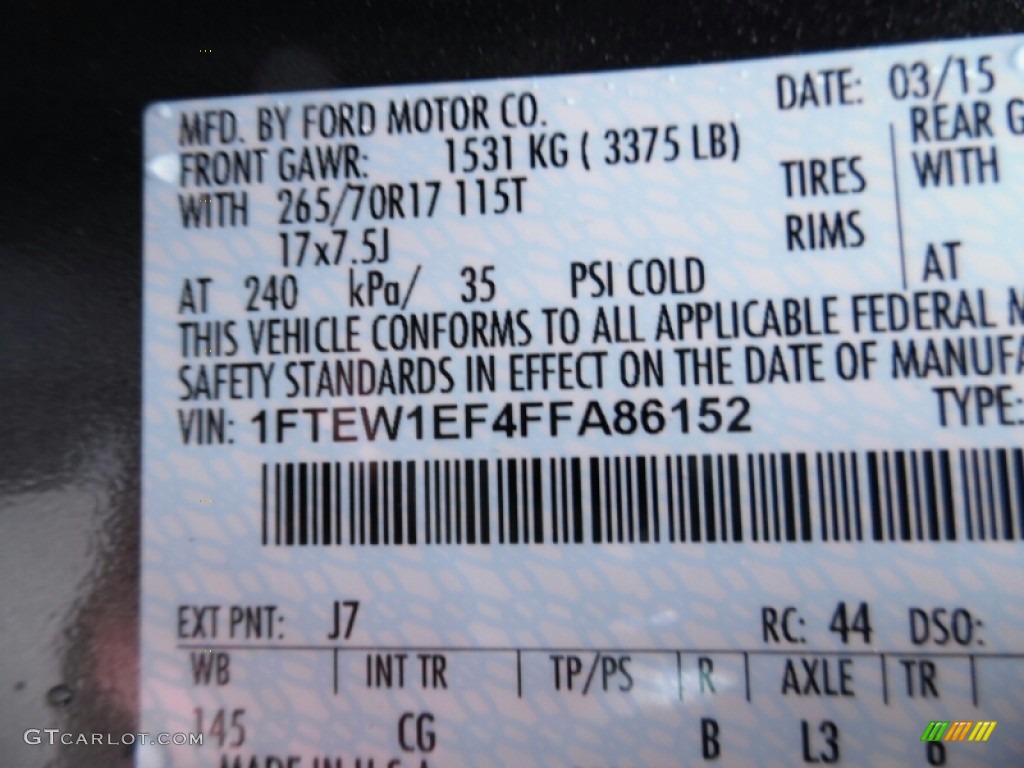 DATE: 03/15
MFD. BY FORD MOTOR CO.
FRONT GAWR: 1531 KG ( 3375 LB) REAR G
WITH 265/70R17 115T TIRES WITH
17x7.5J RIMS
AT 240 kPa/ 35 PSI COLD AT
THIS VEHICLE CONFORMS TO ALL APPLICABLE FEDERAL M
SAFETY STANDARDS IN EFFECT ON THE DATE OF MANUFA
VIN: 1FTEW1EF4FFA86152 TYPE:
EXT PNT: J7 RC: 44 DSO:
WB INT TR TP/PS R AXLE TR
145 CG B L3 6
MADE IN U.S.A.
GTCARLOT.COM